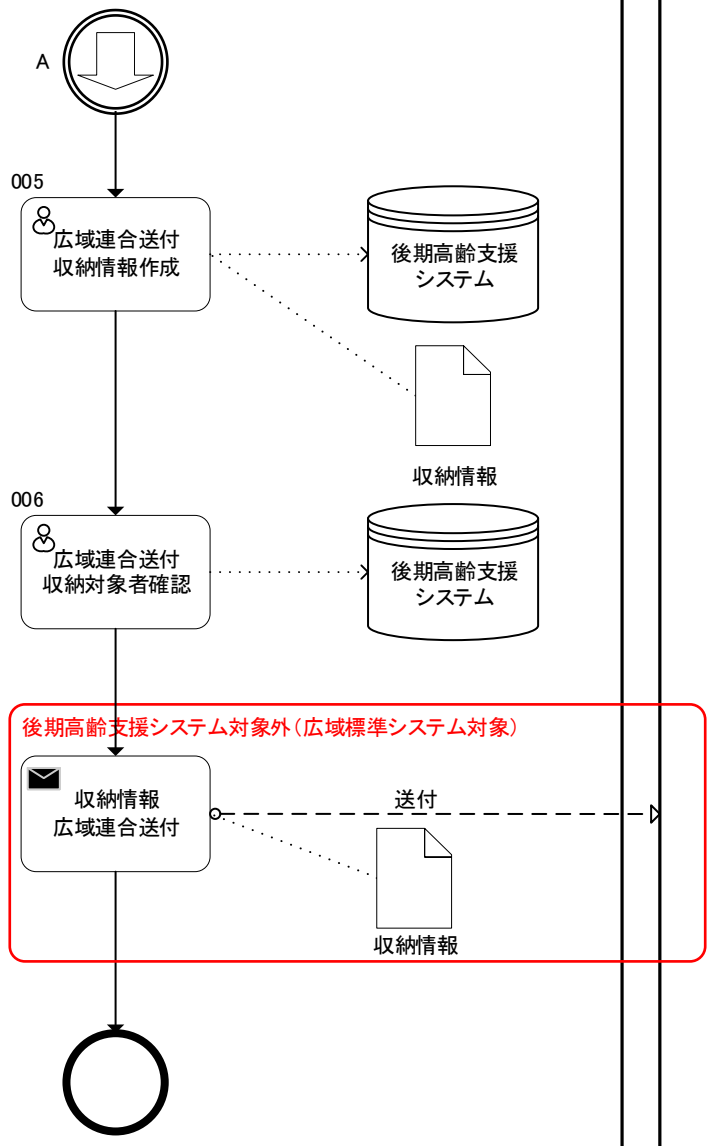 A
005
広域連合送付
収納情報作成
後期高齢支援
システム
収納情報
006
広域連合送付
収納対象者確認
後期高齢支援
システム
後期高齢支援システム対象外（広域標準システム対象）
収納情報
広域連合送付
送付
収納情報